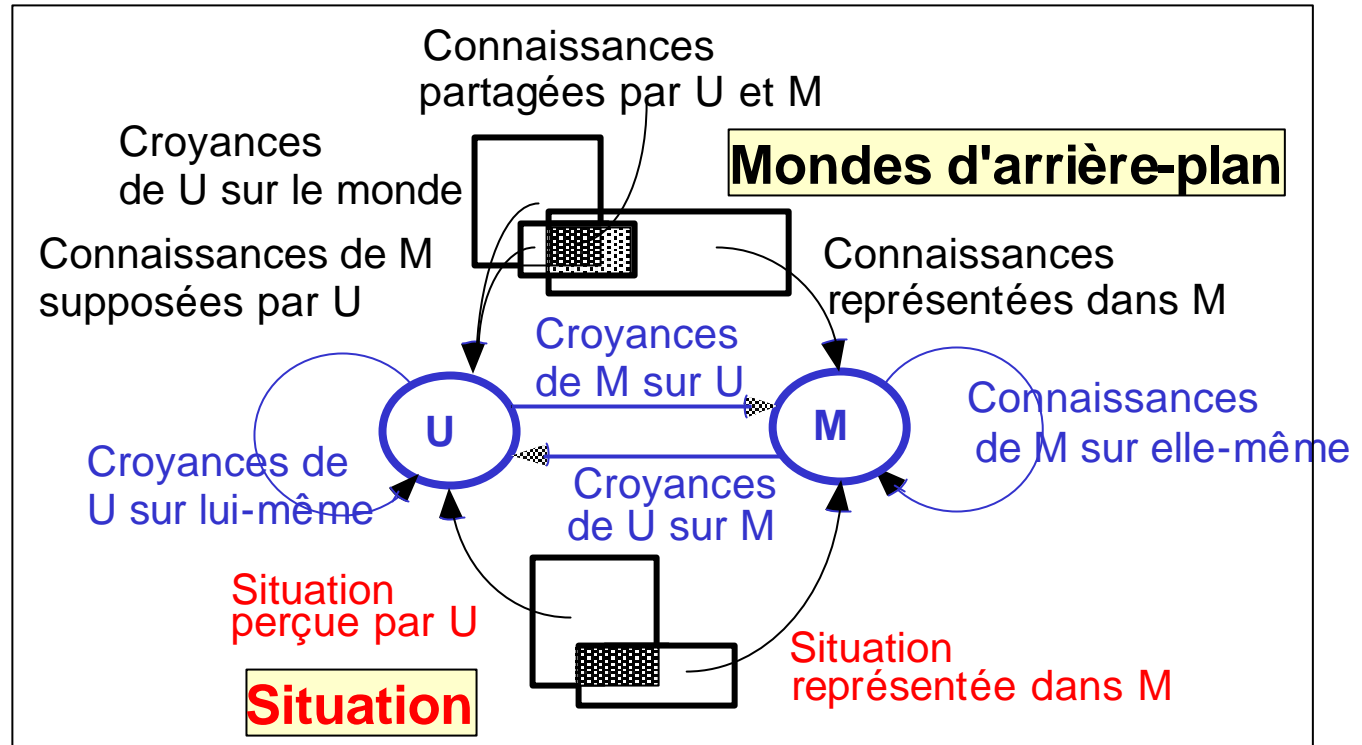 Connaissances
partagées par U et M
Croyances
de U sur le monde
Mondes d'arrière-plan
Connaissances de M
supposées par U
Connaissances
représentées dans M
Croyances
de M sur U
U
M
Connaissances
de M sur elle-même
Croyances de
U sur lui-même
Croyances
de U sur M
Situation
perçue par U
Situation
représentée dans M
Situation